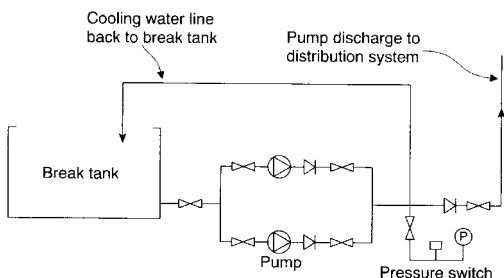 Cooling water line
back to break tank
Pump discharge to
distribution system
Break tank
Pump
P
Pressure switch